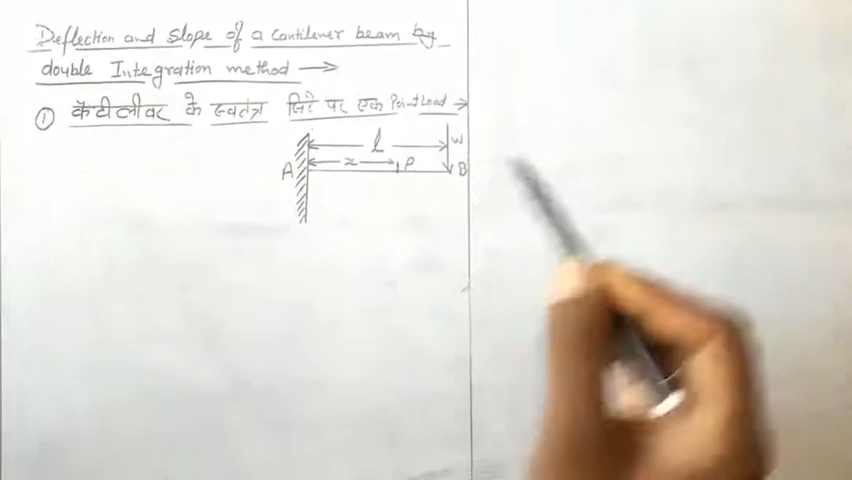 Deflection and Slope of a Cantilever beam by
double Integration method →
① कैंटीलीवर के स्वतंत्र सिरे पर एक Point Load →
l
W
x
P
A
B